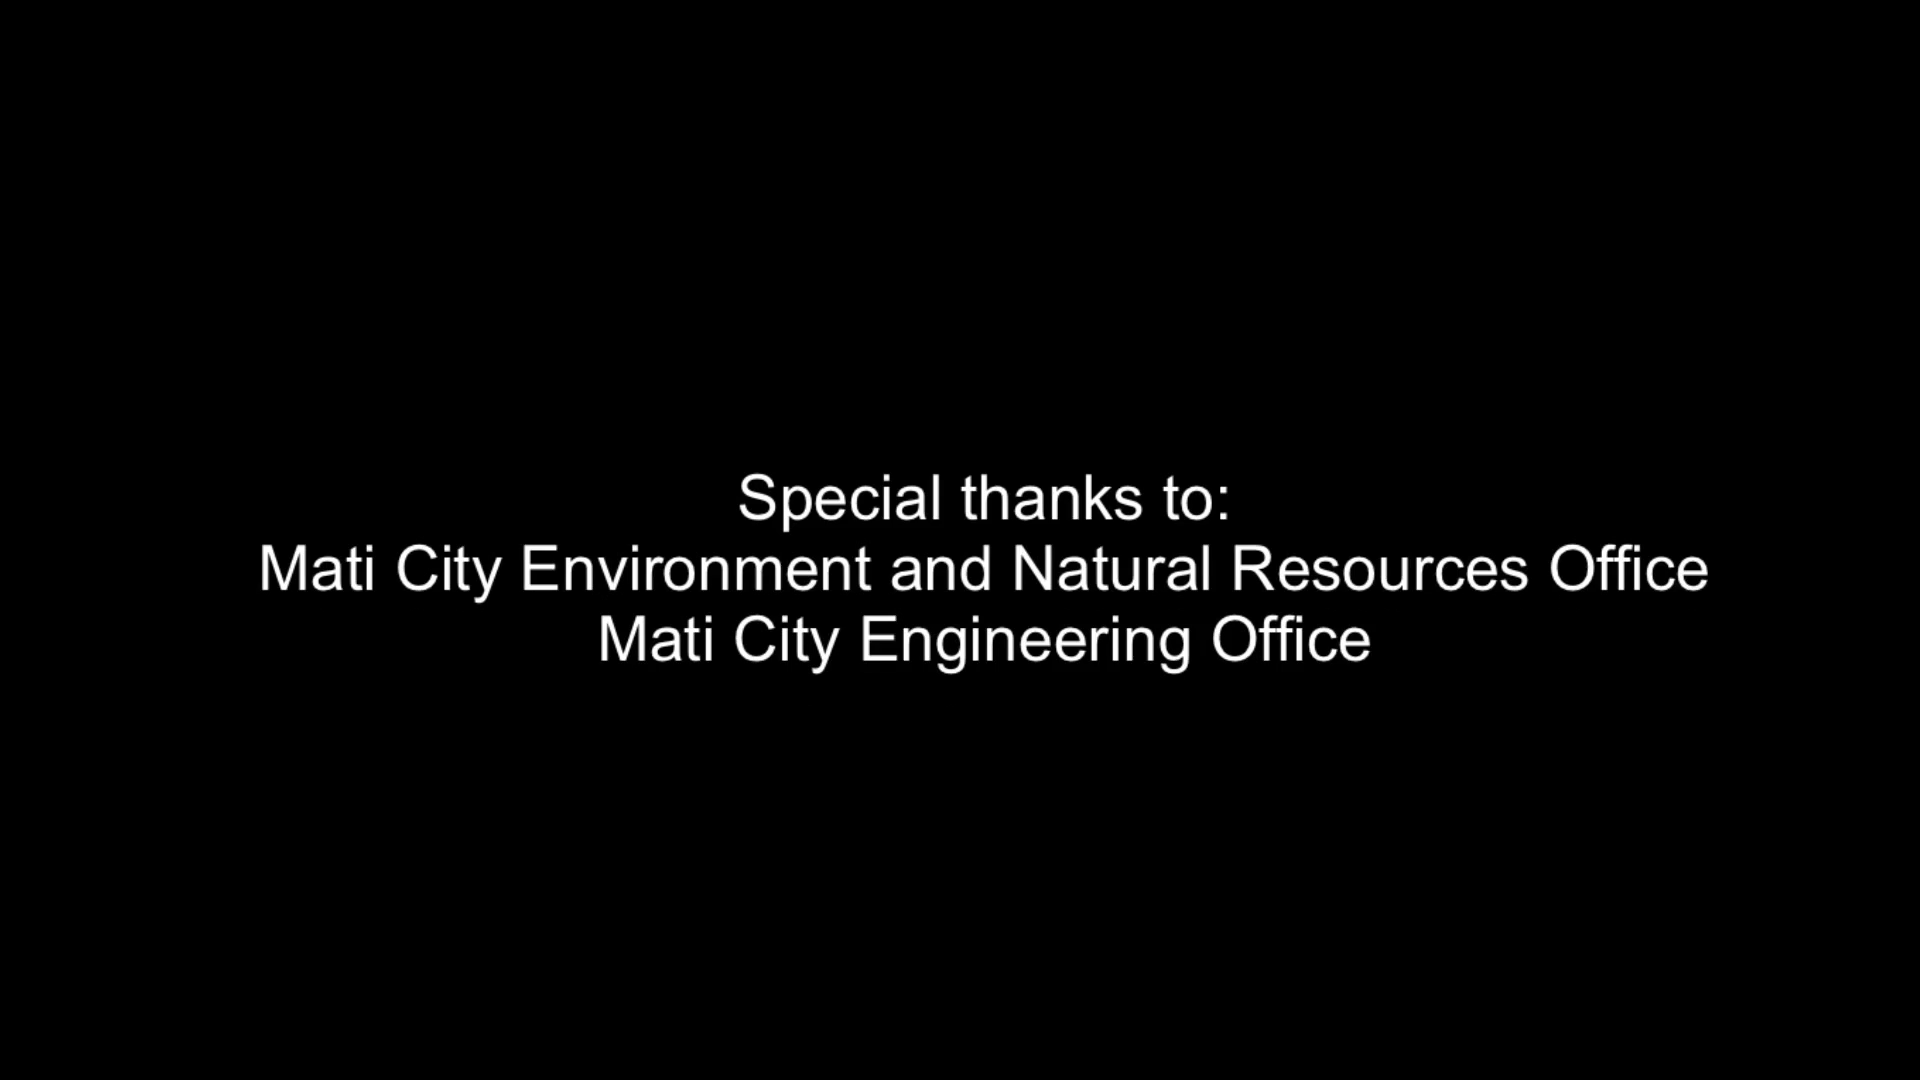 Special thanks to:
Mati City Environment and Natural Resources Office
Mati City Engineering Office